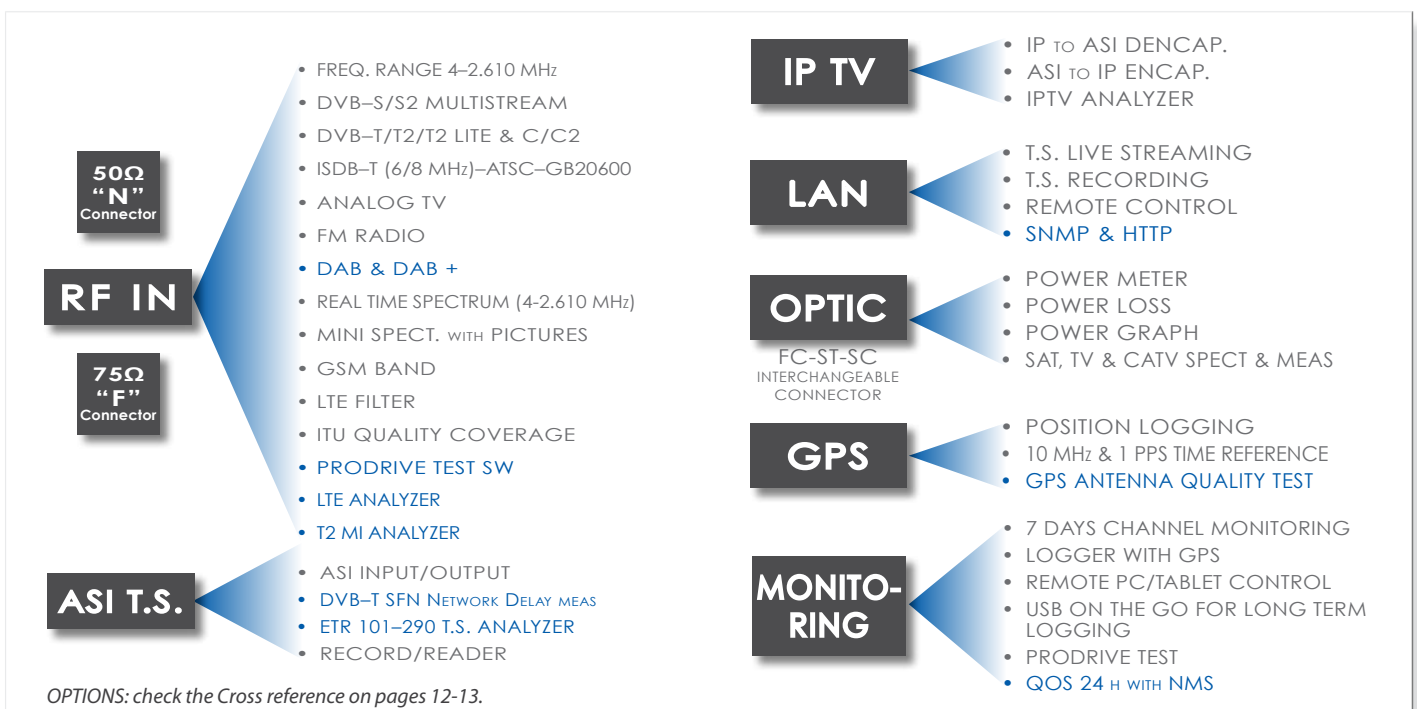 50Ω
“N”
Connector
RF IN
75Ω
“F”
Connector
• FREQ. RANGE 4–2.610 MHz
• DVB–S/S2 MULTISTREAM
• DVB–T/T2/T2 LITE & C/C2
• ISDB–T (6/8 MHz)–ATSC–GB20600
• ANALOG TV
• FM RADIO
• DAB & DAB +
• REAL TIME SPECTRUM (4-2.610 MHz)
• MINI SPECT. WITH PICTURES
• GSM BAND
• LTE FILTER
• ITU QUALITY COVERAGE
• PRODRIVE TEST SW
• LTE ANALYZER
• T2 MI ANALYZER
ASI T.S.
• ASI INPUT/OUTPUT
• DVB–T SFN NETWORK DELAY MEAS
• ETR 101–290 T.S. ANALYZER
• RECORD/READER
OPTIONS: check the Cross reference on pages 12-13.
IP TV
• IP TO ASI DENCAP.
• ASI TO IP ENCAP.
• IPTV ANALYZER
LAN
• T.S. LIVE STREAMING
• T.S. RECORDING
• REMOTE CONTROL
• SNMP & HTTP
OPTIC
FC-ST-SC
INTERCHANGEABLE
CONNECTOR
• POWER METER
• POWER LOSS
• POWER GRAPH
• SAT, TV & CATV SPECT & MEAS
GPS
• POSITION LOGGING
• 10 MHz & 1 PPS TIME REFERENCE
• GPS ANTENNA QUALITY TEST
MONITO-
RING
• 7 DAYS CHANNEL MONITORING
• LOGGER WITH GPS
• REMOTE PC/TABLET CONTROL
• USB ON THE GO FOR LONG TERM
LOGGING
• PRODRIVE TEST
• QOS 24 H WITH NMS